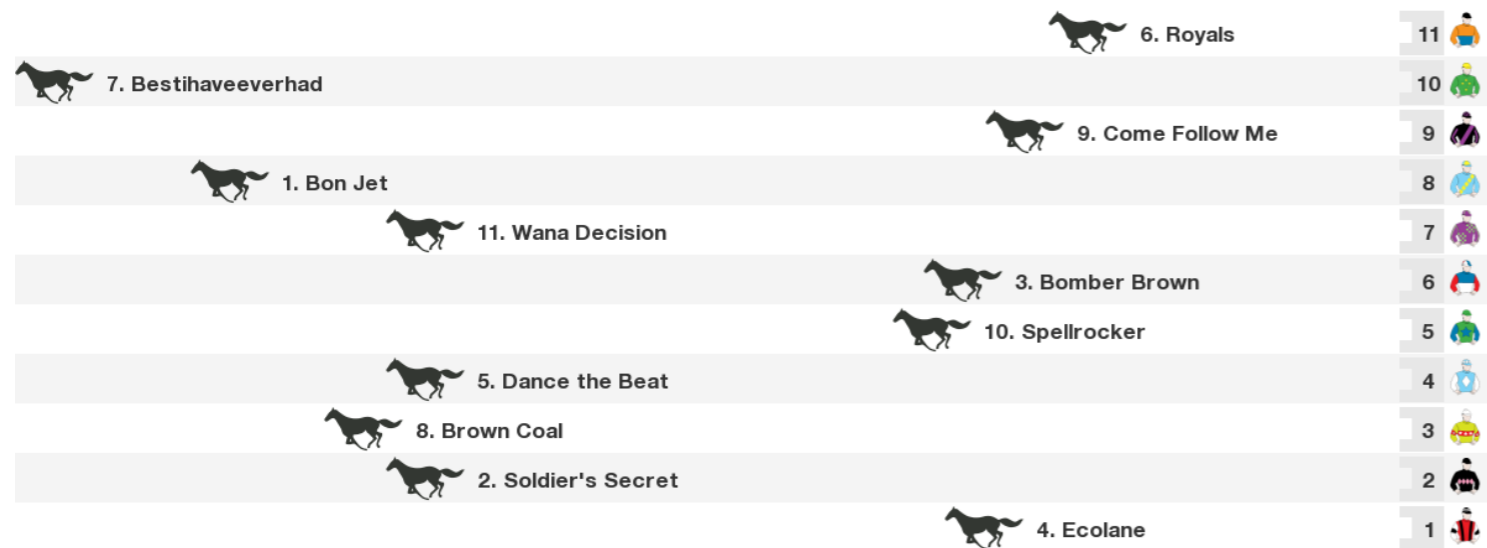 6. Royals 11
7. Bestihaveeverhad 10
9. Come Follow Me 9
1. Bon Jet 8
11. Wana Decision 7
3. Bomber Brown 6
10. Spellrocker 5
5. Dance the Beat 4
8. Brown Coal 3
2. Soldier's Secret 2
4. Ecolane 1